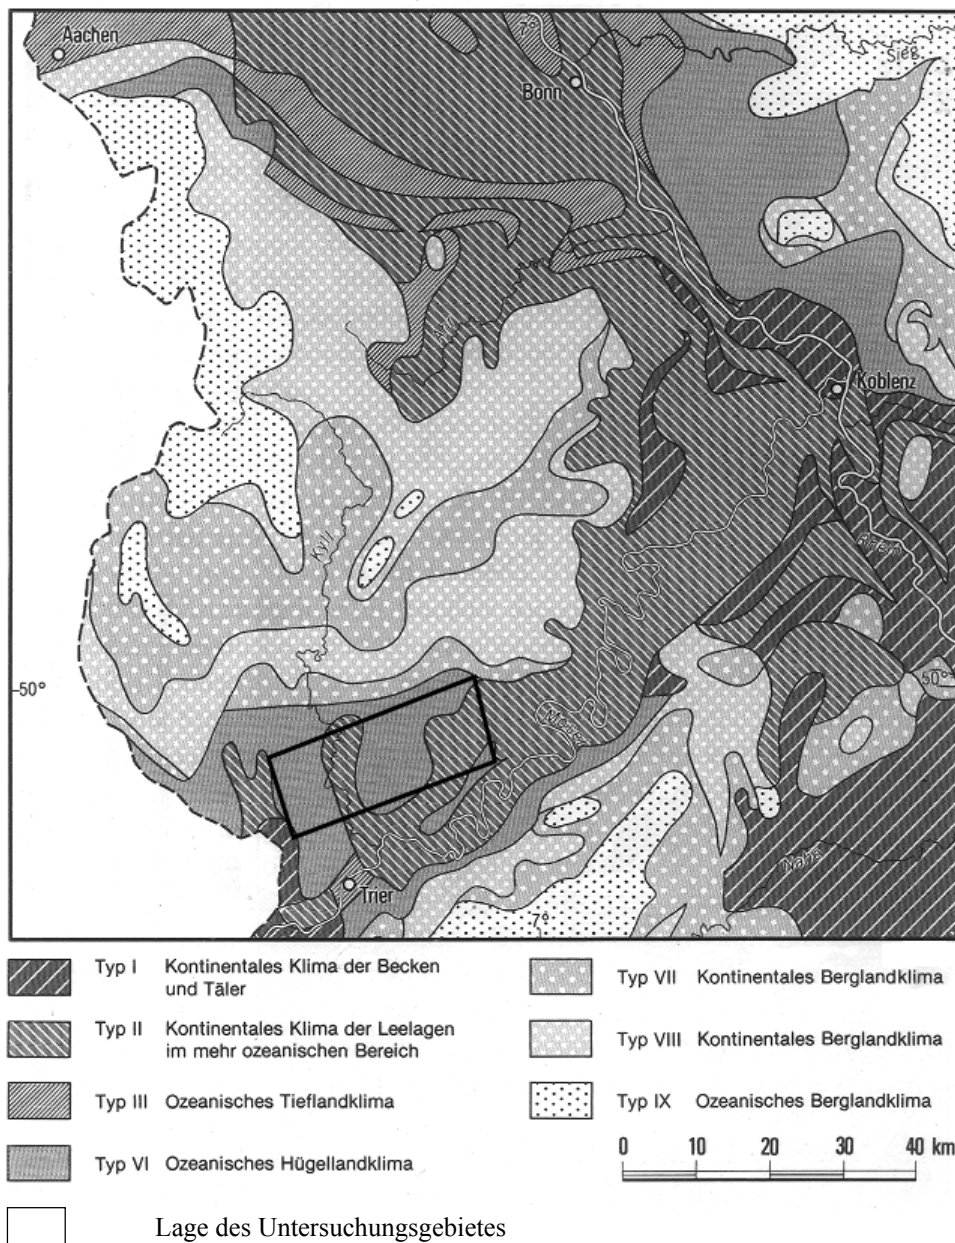 Aachen
7°
Bonn
Sieg
Ahr
Koblenz
Rhein
Kyll
50°
50°
Mosel
Nahe
Trier
7°
Typ I Kontinentales Klima der Becken
und Täler
Typ II Kontinentales Klima der Leelagen
im mehr ozeanischen Bereich
Typ III Ozeanisches Tieflandklima
Typ VI Ozeanisches Hügellandklima
Typ VII Kontinentales Berglandklima
Typ VIII Kontinentales Berglandklima
Typ IX Ozeanisches Berglandklima
0 10 20 30 40 km
Lage des Untersuchungsgebietes